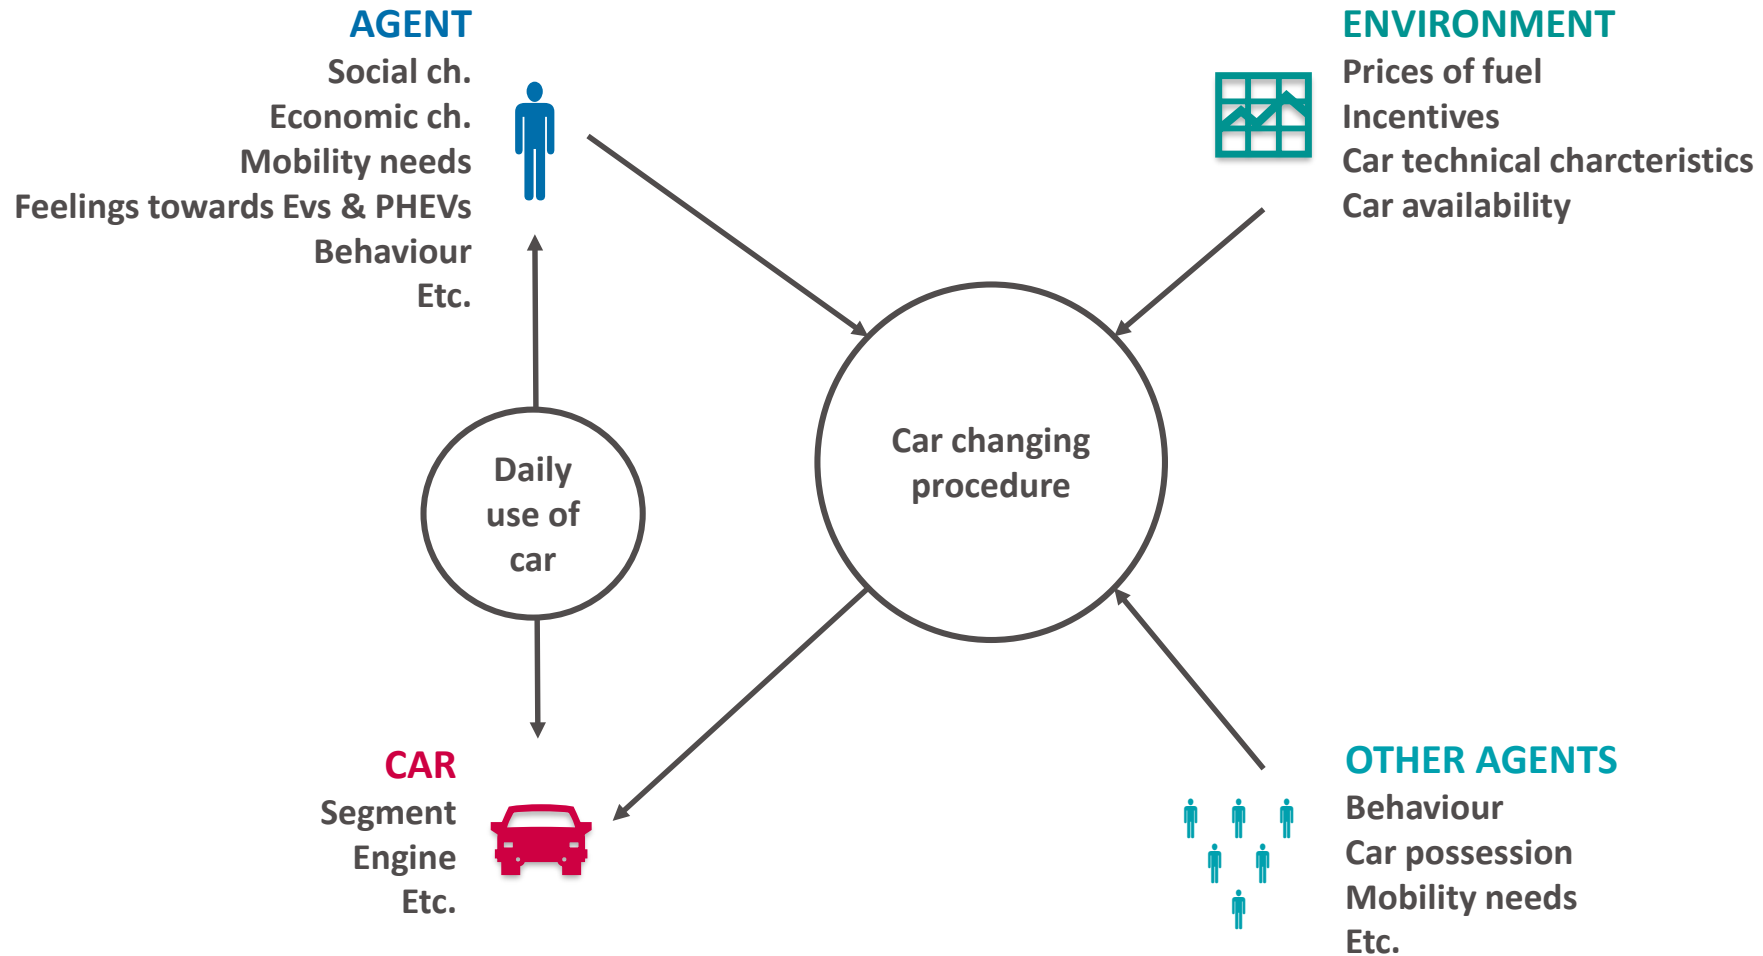 AGENT
Social ch.
Economic ch.
Mobility needs
Feelings towards Evs & PHEVs
Behaviour
Etc.
ENVIRONMENT
Prices of fuel
Incentives
Car technical charcteristics
Car availability
Daily
use of
car
Car changing
procedure
CAR
Segment
Engine
Etc.
OTHER AGENTS
Behaviour
Car possession
Mobility needs
Etc.